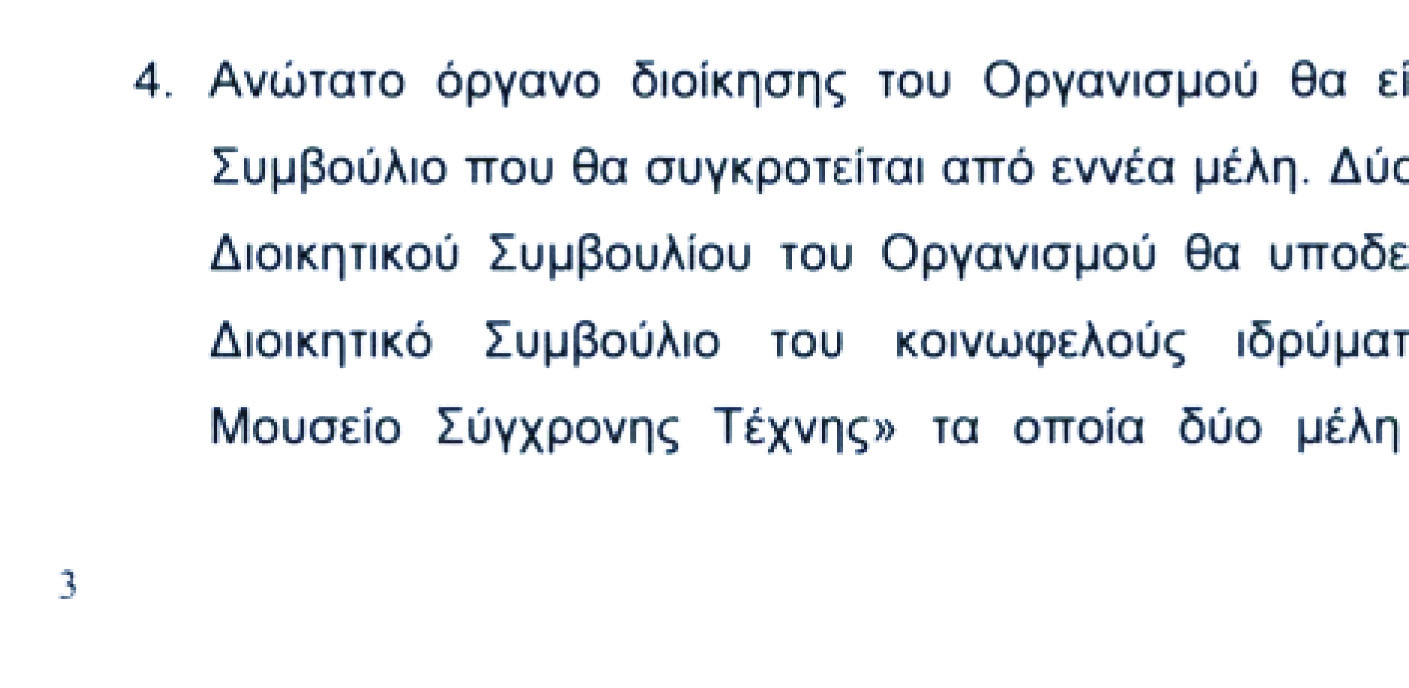 4. Ανώτατο όργανο διοίκησης του Οργανισμού θα εί
Συμβούλιο που θα συγκροτείται από εννέα μέλη. Δύο
Διοικητικού Συμβουλίου του Οργανισμού θα υποδε
Διοικητικό Συμβούλιο του κοινωφελούς ιδρύματ
Μουσείο Σύγχρονης Τέχνης» τα οποία δύο μέλη
3